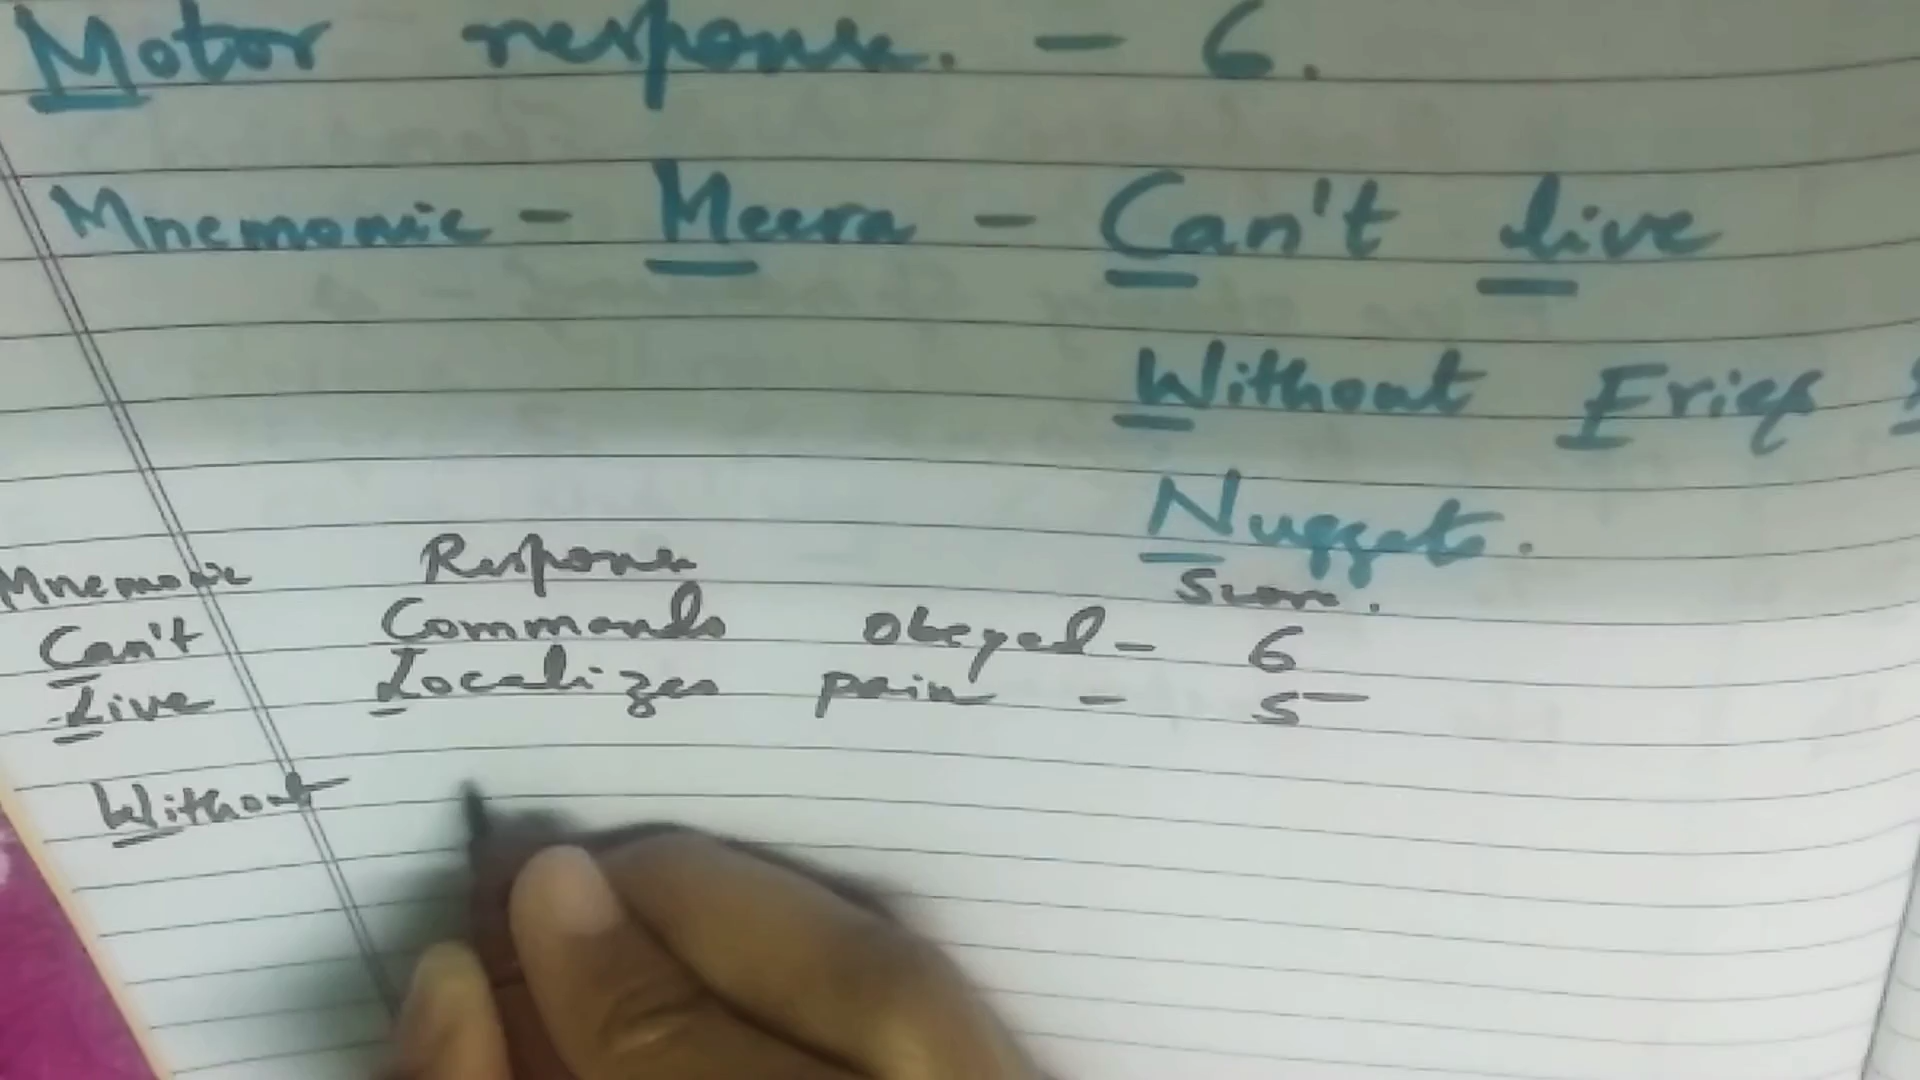 Motor response. - 6.
Mnemonic - Meera - Can't live
Without Fries
Nuggets.
Mnemonic Response Score.
Can't Commands obeyed - 6
Live Localizes pain - 5
Without